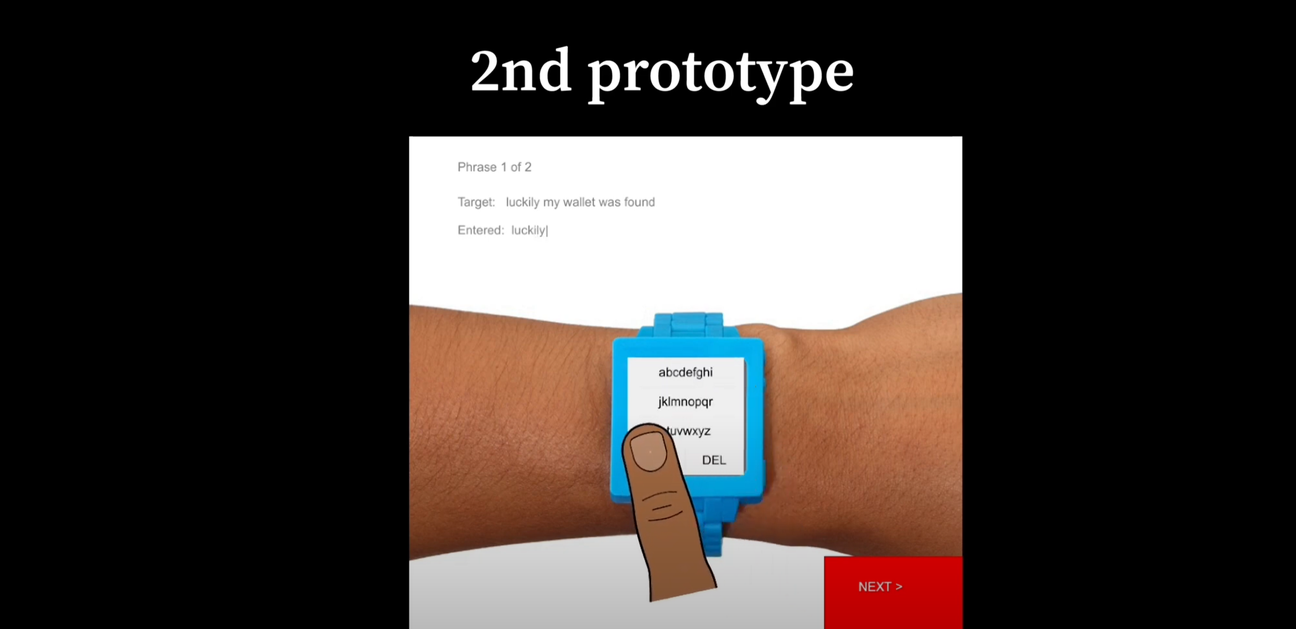 2nd prototype
Phrase 1 of 2
Target: luckily my wallet was found
Entered: luckily|
abcdefghi
jklmnopqr
tuvwxyz
DEL
NEXT >